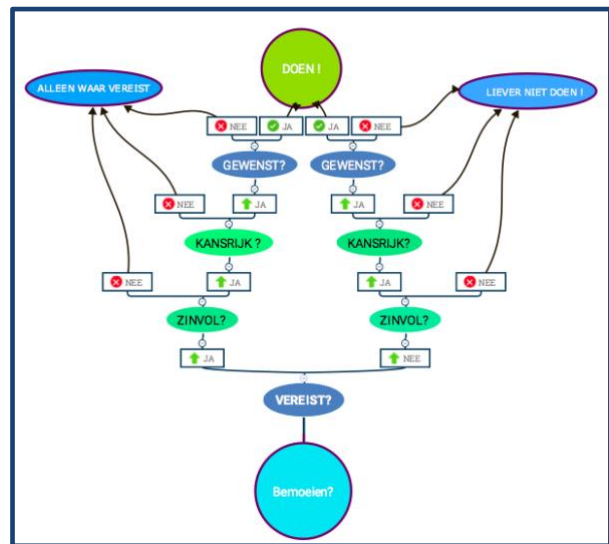 DOEN !
ALLEEN WAAR VEREIST
LIEVER NIET DOEN !
NEE
JA
JA
NEE
GEWENST?
GEWENST?
NEE
JA
JA
NEE
KANSRIJK ?
KANSRIJK?
NEE
JA
JA
NEE
ZINVOL?
ZINVOL?
JA
NEE
VEREIST?
Bemoeien?